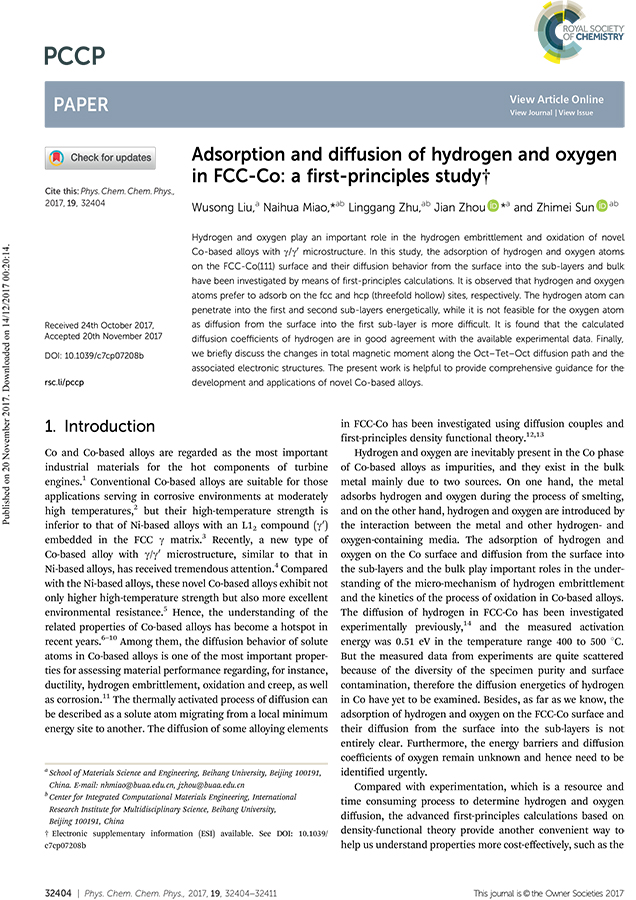 ROYAL SOCIETY
OF CHEMISTRY
PCCP
PAPER
View Article Online
View Journal | View Issue
Check for updates
Cite this: Phys. Chem. Chem. Phys.,
2017, 19, 32404
Received 24th October 2017,
Accepted 20th November 2017
DOI: 10.1039/c7cp07208b
rsc.li/pccp
Adsorption and diffusion of hydrogen and oxygen
in FCC-Co: a first-principles study†
Wusong Liu,ᵃ Naihua Miao,*ᵃᵇ Linggang Zhu,ᵃᵇ Jian Zhou iD *ᵃ and Zhimei Sun iD ᵃᵇ
Hydrogen and oxygen play an important role in the hydrogen embrittlement and oxidation of novel
Co-based alloys with γ/γ′ microstructure. In this study, the adsorption of hydrogen and oxygen atoms
on the FCC-Co(111) surface and their diffusion behavior from the surface into the sub-layers and bulk
have been investigated by means of first-principles calculations. It is observed that hydrogen and oxygen
atoms prefer to adsorb on the fcc and hcp (threefold hollow) sites, respectively. The hydrogen atom can
penetrate into the first and second sub-layers energetically, while it is not feasible for the oxygen atom
as diffusion from the surface into the first sub-layer is more difficult. It is found that the calculated
diffusion coefficients of hydrogen are in good agreement with the available experimental data. Finally,
we briefly discuss the changes in total magnetic moment along the Oct–Tet–Oct diffusion path and the
associated electronic structures. The present work is helpful to provide comprehensive guidance for the
development and applications of novel Co-based alloys.
1. Introduction
Co and Co-based alloys are regarded as the most important
industrial materials for the hot components of turbine
engines.¹ Conventional Co-based alloys are suitable for those
applications serving in corrosive environments at moderately
high temperatures,² but their high-temperature strength is
inferior to that of Ni-based alloys with an L1₂ compound (γ′)
embedded in the FCC γ matrix.³ Recently, a new type of
Co-based alloy with γ/γ′ microstructure, similar to that in
Ni-based alloys, has received tremendous attention.⁴ Compared
with the Ni-based alloys, these novel Co-based alloys exhibit not
only higher high-temperature strength but also more excellent
environmental resistance.⁵ Hence, the understanding of the
related properties of Co-based alloys has become a hotspot in
recent years.⁶⁻¹⁰ Among them, the diffusion behavior of solute
atoms in Co-based alloys is one of the most important proper-
ties for assessing material performance regarding, for instance,
ductility, hydrogen embrittlement, oxidation and creep, as well
as corrosion.¹¹ The thermally activated process of diffusion can
be described as a solute atom migrating from a local minimum
energy site to another. The diffusion of some alloying elements
in FCC-Co has been investigated using diffusion couples and
first-principles density functional theory.¹²,¹³
Hydrogen and oxygen are inevitably present in the Co phase
of Co-based alloys as impurities, and they exist in the bulk
metal mainly due to two sources. On one hand, the metal
adsorbs hydrogen and oxygen during the process of smelting,
and on the other hand, hydrogen and oxygen are introduced by
the interaction between the metal and other hydrogen- and
oxygen-containing media. The adsorption of hydrogen and
oxygen on the Co surface and diffusion from the surface into
the sub-layers and the bulk play important roles in the under-
standing of the micro-mechanism of hydrogen embrittlement
and the kinetics of the process of oxidation in Co-based alloys.
The diffusion of hydrogen in FCC-Co has been investigated
experimentally previously,¹⁴ and the measured activation
energy was 0.51 eV in the temperature range 400 to 500 °C.
But the measured data from experiments are quite scattered
because of the diversity of the specimen purity and surface
contamination, therefore the diffusion energetics of hydrogen
in Co have yet to be examined. Besides, as far as we know, the
adsorption of hydrogen and oxygen on the FCC-Co surface and
their diffusion from the surface into the sub-layers is not
entirely clear. Furthermore, the energy barriers and diffusion
coefficients of oxygen remain unknown and hence need to be
identified urgently.
Compared with experimentation, which is a resource and
time consuming process to determine hydrogen and oxygen
diffusion, the advanced first-principles calculations based on
density-functional theory provide another convenient way to
help us understand properties more cost-effectively, such as the
ᵃ School of Materials Science and Engineering, Beihang University, Beijing 100191,
China. E-mail: nhmiao@buaa.edu.cn, jzhou@buaa.edu.cn
ᵇ Center for Integrated Computational Materials Engineering, International
Research Institute for Multidisciplinary Science, Beihang University,
Beijing 100191, China
† Electronic supplementary information (ESI) available. See DOI: 10.1039/
c7cp07208b
32404 | Phys. Chem. Chem. Phys., 2017, 19, 32404–32411
This journal is © the Owner Societies 2017
Published on 20 November 2017. Downloaded on 14/12/2017 00:20:14.